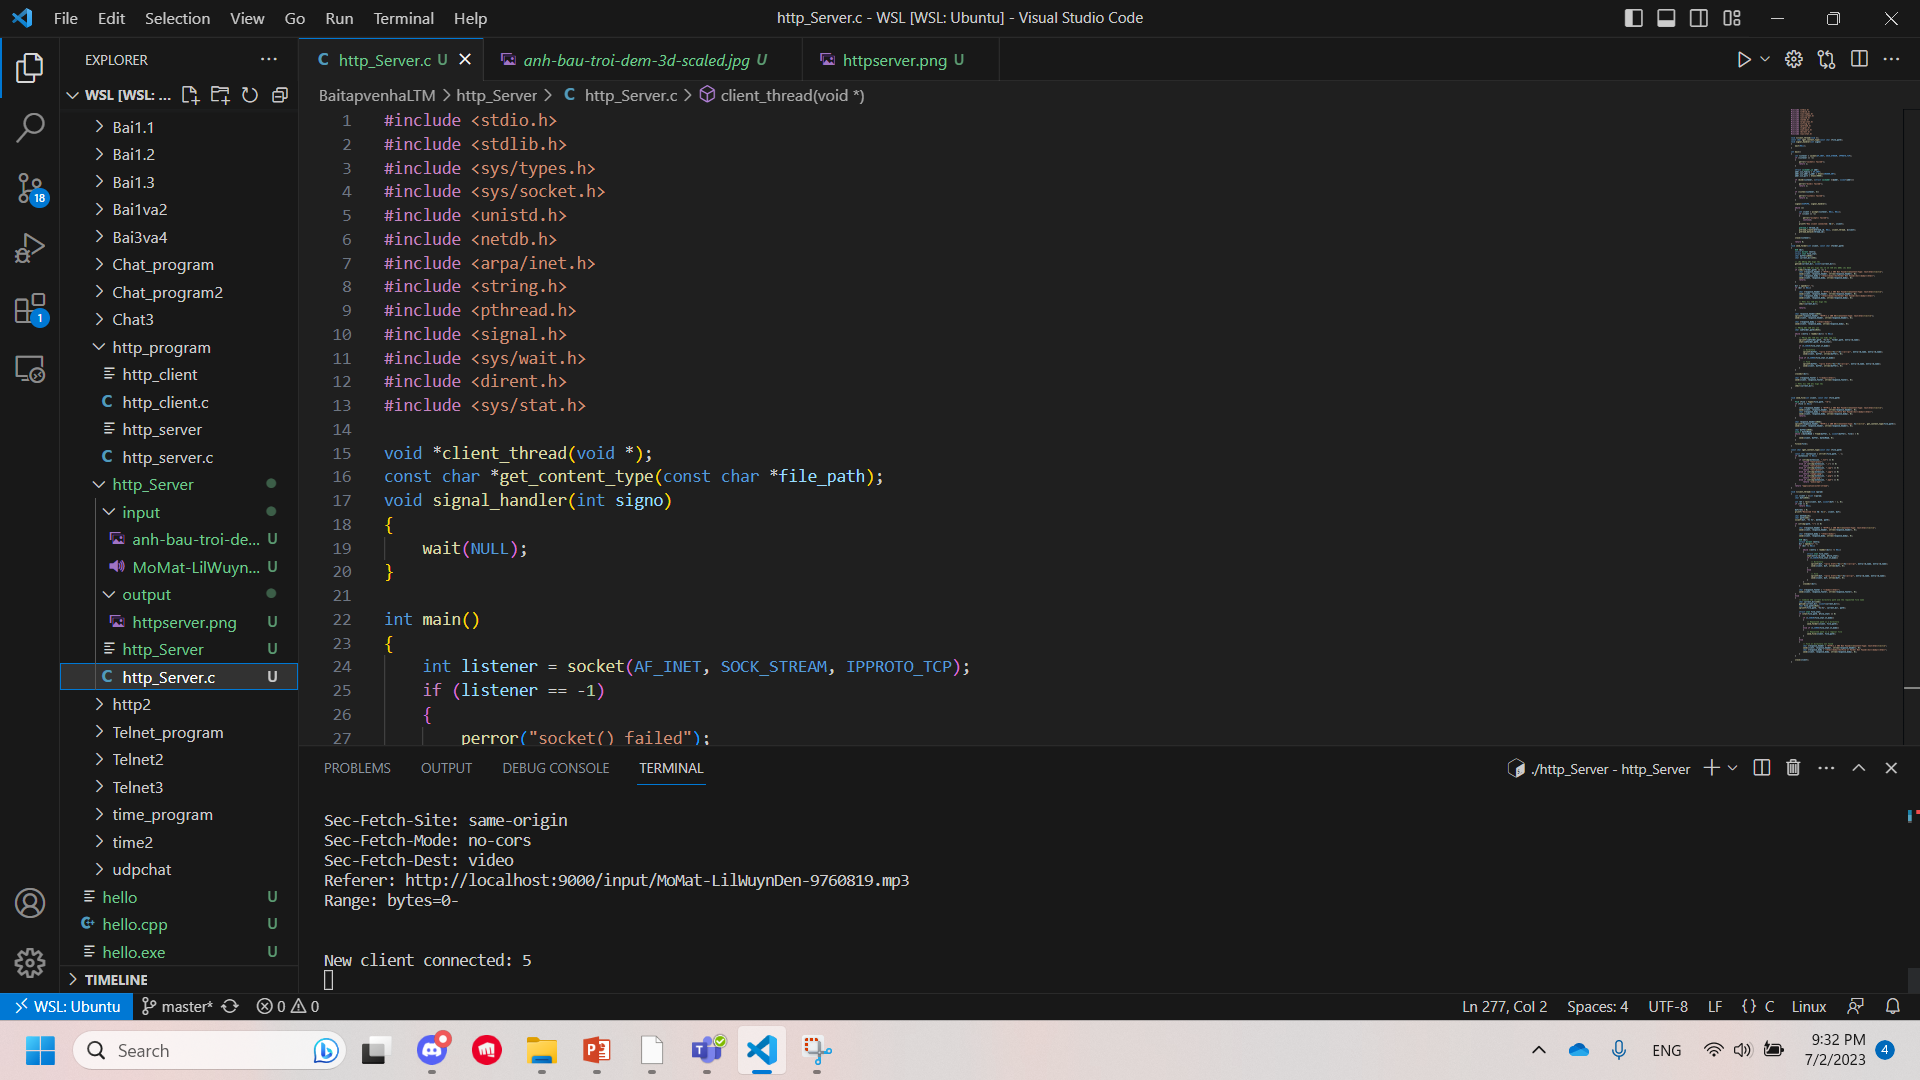 File Edit Selection View Go Run Terminal Help
http_Server.c - WSL [WSL: Ubuntu] - Visual Studio Code
EXPLORER
WSL [WSL: ...
Bai1.1
Bai1.2
Bai1.3
Bai1va2
Bai3va4
Chat_program
Chat_program2
Chat3
http_program
http_client
C http_client.c
http_server
C http_server.c
http_Server
input
anh-bau-troi-de... U
MoMat-LilWuyn... U
output
httpserver.png U
http_Server U
C http_Server.c U
http2
Telnet_program
Telnet2
Telnet3
time_program
time2
udpchat
hello U
hello.cpp U
hello.exe U
TIMELINE
18
1
C http_Server.c U
anh-bau-troi-dem-3d-scaled.jpg U
httpserver.png U
BaitapvenhaLTM > http_Server > C http_Server.c > client_thread(void *)
1 #include <stdio.h>
2 #include <stdlib.h>
3 #include <sys/types.h>
4 #include <sys/socket.h>
5 #include <unistd.h>
6 #include <netdb.h>
7 #include <arpa/inet.h>
8 #include <string.h>
9 #include <pthread.h>
10 #include <signal.h>
11 #include <sys/wait.h>
12 #include <dirent.h>
13 #include <sys/stat.h>
14
15 void *client_thread(void *);
16 const char *get_content_type(const char *file_path);
17 void signal_handler(int signo)
18 {
19 wait(NULL);
20 }
21
22 int main()
23 {
24 int listener = socket(AF_INET, SOCK_STREAM, IPPROTO_TCP);
25 if (listener == -1)
26 {
27 perror("socket() failed");
PROBLEMS OUTPUT DEBUG CONSOLE TERMINAL
./http_Server - http_Server
Sec-Fetch-Site: same-origin
Sec-Fetch-Mode: no-cors
Sec-Fetch-Dest: video
Referer: http://localhost:9000/input/MoMat-LilWuynDen-9760819.mp3
Range: bytes=0-
New client connected: 5
WSL: Ubuntu master* 0 0
Ln 277, Col 2 Spaces: 4 UTF-8 LF {} C Linux
Search
ENG
9:32 PM
7/2/2023
4